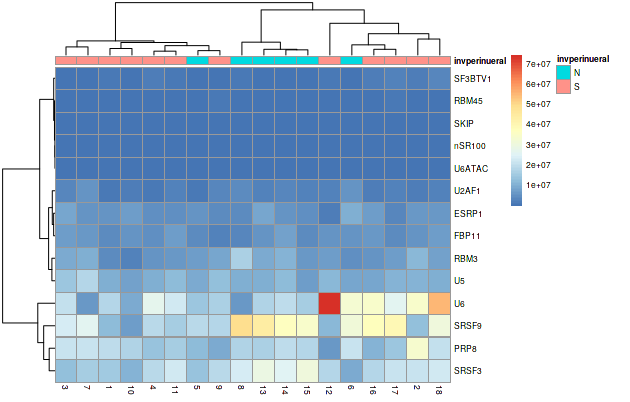 invperinueral
SF3BTV1
RBM45
SKIP
nSR100
U6ATAC
U2AF1
ESRP1
FBP11
RBM3
U5
U6
SRSF9
PRP8
SRSF3
3 7 1 10 4 11 5 9 8 13 14 15 12 6 16 17 2 18
7e+07
6e+07
5e+07
4e+07
3e+07
2e+07
1e+07
invperinueral
N
S